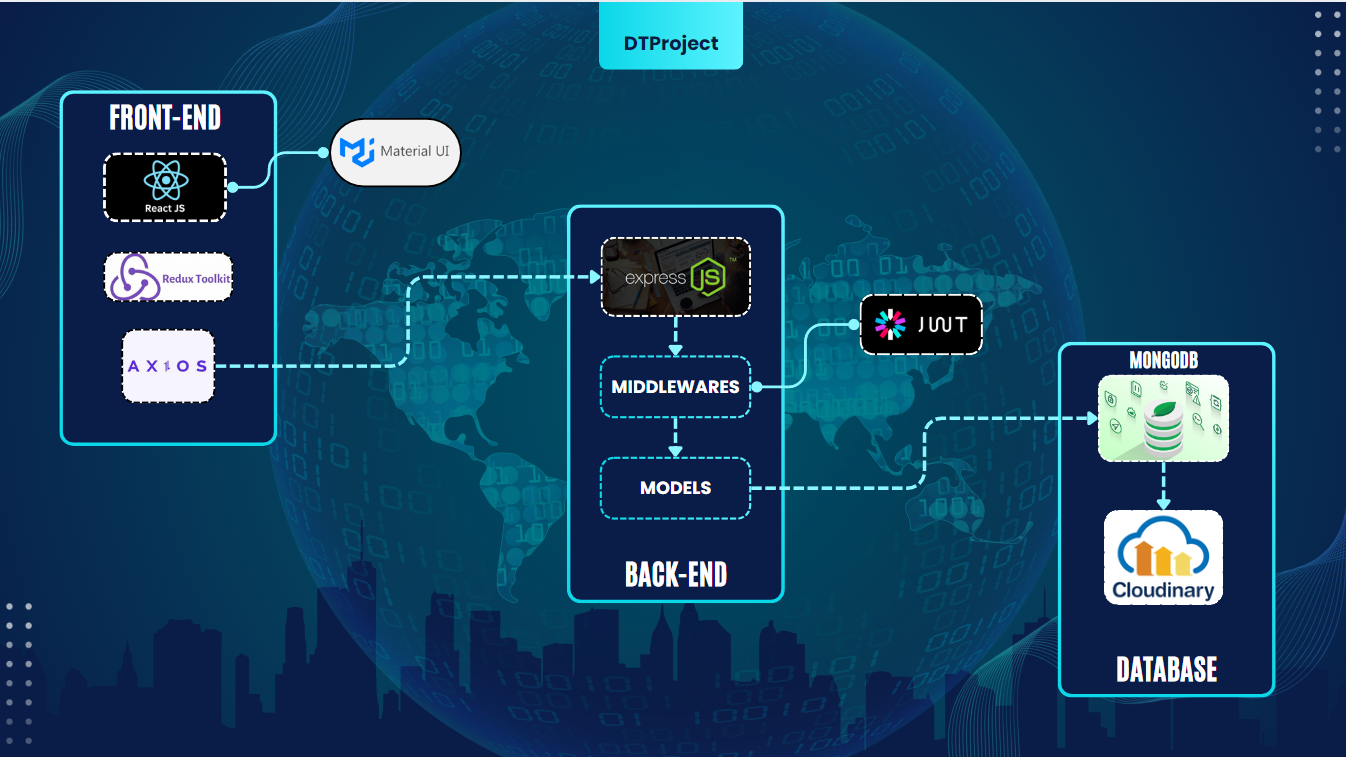 DTProject
FRONT-END
React JS
Material UI
Redux Toolkit
AXIOS
express JS ™
MIDDLEWARES
MODELS
BACK-END
JWT
MONGODB
Cloudinary
DATABASE